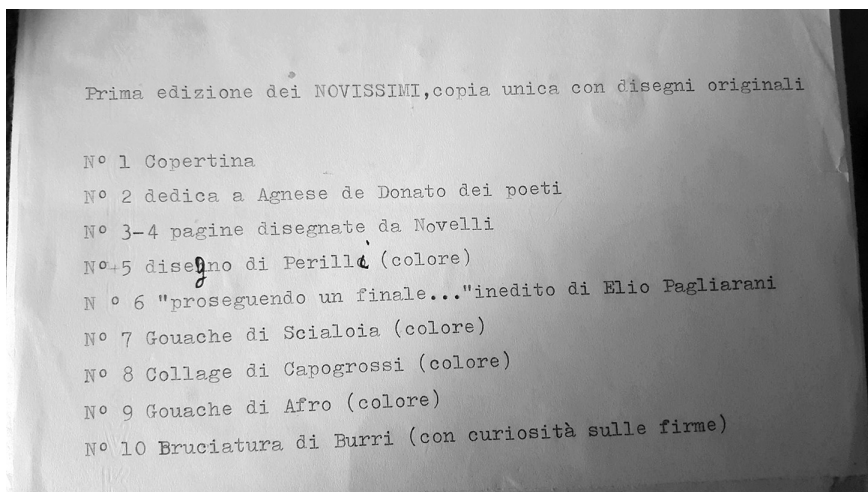 Prima edizione dei NOVISSIMI,copia unica con disegni originali
Nº 1 Copertina
Nº 2 dedica a Agnese de Donato dei poeti
Nº 3-4 pagine disegnate da Novelli
Nº 5 disegno di Perilli (colore)
N º 6 "proseguendo un finale..."inedito di Elio Pagliarani
Nº 7 Gouache di Scialoia (colore)
Nº 8 Collage di Capogrossi (colore)
Nº 9 Gouache di Afro (colore)
Nº 10 Bruciatura di Burri (con curiosità sulle firme)